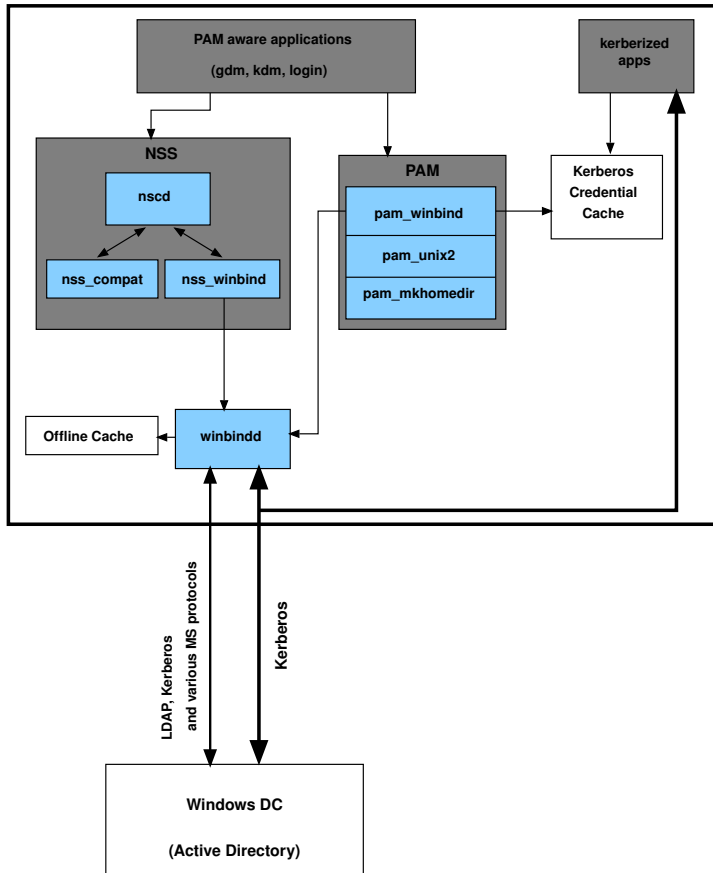 PAM aware applications
(gdm, kdm, login)
kerberized
apps
NSS
nscd
nss_compat
nss_winbind
PAM
pam_winbind
pam_unix2
pam_mkhomedir
Kerberos
Credential
Cache
Offline Cache
winbindd
LDAP, Kerberos
and various MS protocols
Kerberos
Windows DC
(Active Directory)